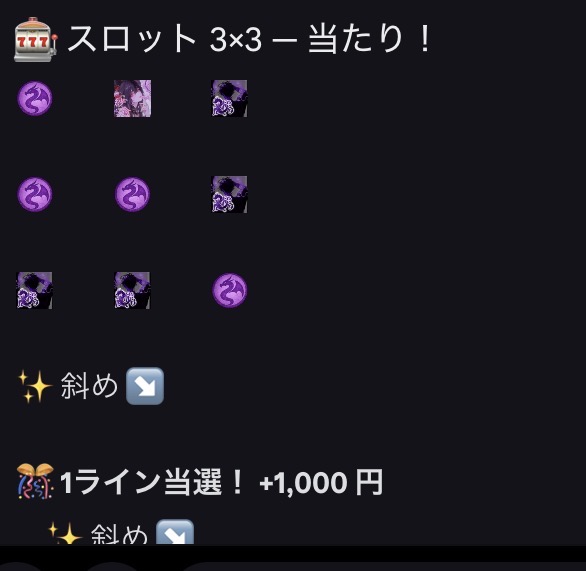 🎰 スロット 3×3 — 当たり！
✨ 斜め ↘️
🎊 1ライン当選！ +1,000 円
✨ 斜め ↘️